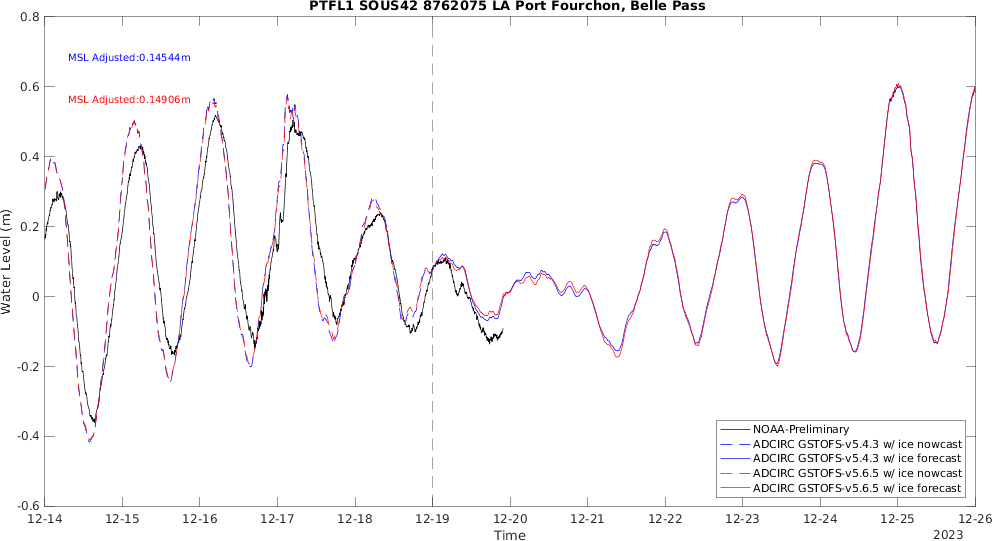 PTFL1 SOUS42 8762075 LA Port Fourchon, Belle Pass
MSL Adjusted:0.14544m
MSL Adjusted:0.14906m
Water Level (m)
0.8
0.6
0.4
0.2
0
-0.2
-0.4
-0.6
NOAA-Preliminary
ADCIRC GSTOFS-v5.4.3 w/ ice nowcast
ADCIRC GSTOFS-v5.4.3 w/ ice forecast
ADCIRC GSTOFS-v5.6.5 w/ ice nowcast
ADCIRC GSTOFS-v5.6.5 w/ ice forecast
12-14 12-15 12-16 12-17 12-18 12-19 12-20 12-21 12-22 12-23 12-24 12-25 12-26
Time
2023